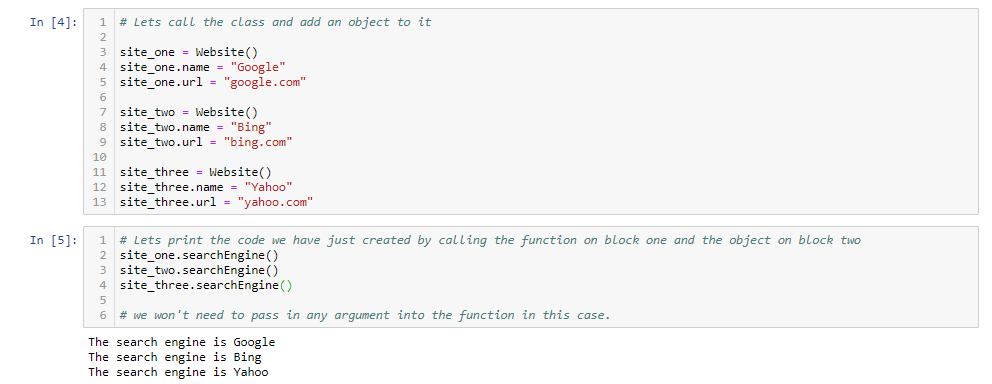 In [4]:
1 # Lets call the class and add an object to it
2
3 site_one = Website()
4 site_one.name = "Google"
5 site_one.url = "google.com"
6
7 site_two = Website()
8 site_two.name = "Bing"
9 site_two.url = "bing.com"
10
11 site_three = Website()
12 site_three.name = "Yahoo"
13 site_three.url = "yahoo.com"
In [5]:
1 # Lets print the code we have just created by calling the function on block one and the object on block two
2 site_one.searchEngine()
3 site_two.searchEngine()
4 site_three.searchEngine()
5
6 # we won't need to pass in any argument into the function in this case.
The search engine is Google
The search engine is Bing
The search engine is Yahoo